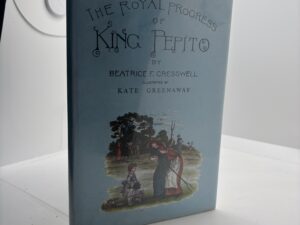 THE ROYAL PROGRESS
OF
KING PEPITO
BY
BEATRICE F. CRESSWELL
ILLUSTRATED BY
KATE GREENAWAY